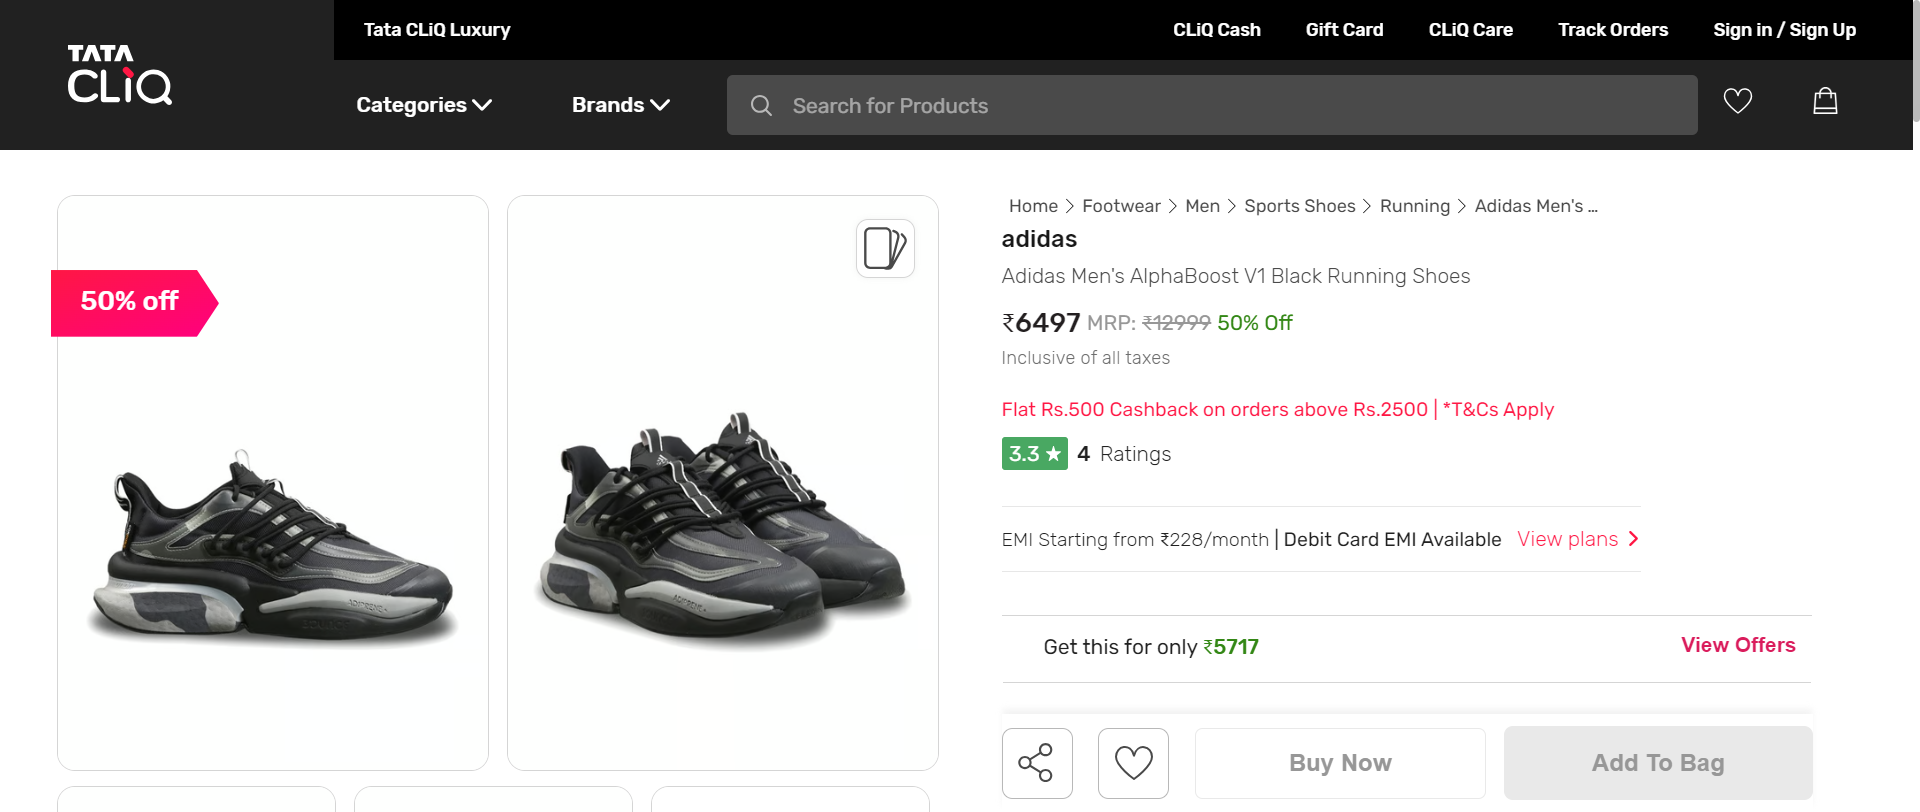 Tata CLiQ Luxury
CLiQ Cash
Gift Card
CLiQ Care
Track Orders
Sign in / Sign Up
TATA
CLiQ
Categories
Brands
Search for Products
50% off
Home > Footwear > Men > Sports Shoes > Running > Adidas Men's ...
adidas
Adidas Men's AlphaBoost V1 Black Running Shoes
₹6497 MRP: ₹12999 50% Off
Inclusive of all taxes
Flat Rs.500 Cashback on orders above Rs.2500 | *T&Cs Apply
3.3 ★ 4 Ratings
EMI Starting from ₹228/month | Debit Card EMI Available View plans >
Get this for only ₹5717
View Offers
Buy Now
Add To Bag